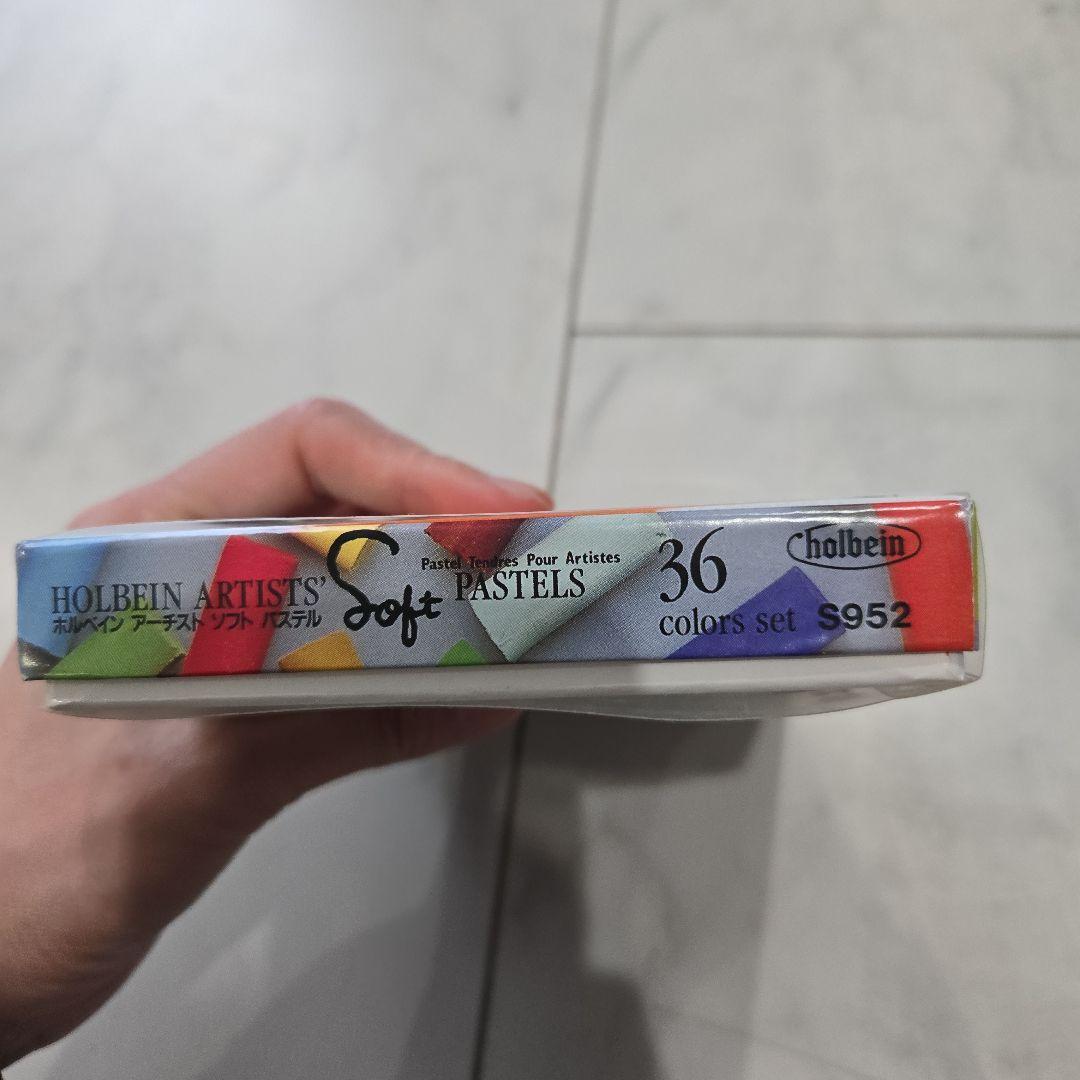 HOLBEIN ARTISTS'
ホルベイン アーチスト ソフト パステル
Soft
Pastel Tendres Pour Artistes
PASTELS
36
colors set
holbein
S952